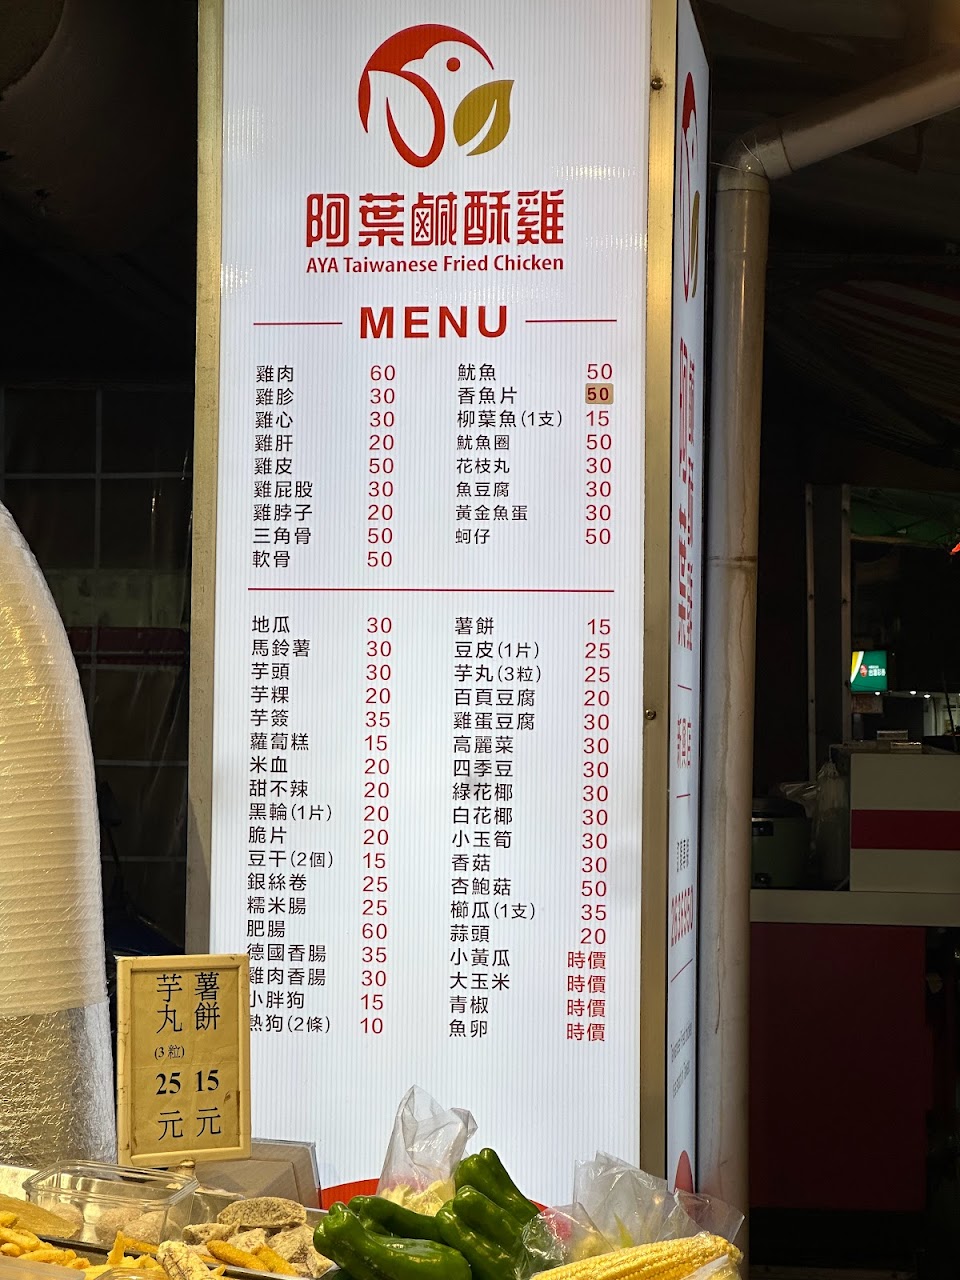 阿葉鹹酥雞
AYA Taiwanese Fried Chicken
MENU
雞肉 60
雞胗 30
雞心 30
雞肝 20
雞皮 50
雞屁股 30
雞脖子 20
三角骨 50
軟骨 50
魷魚 50
香魚片 50
柳葉魚(1支) 15
魷魚圈 50
花枝丸 30
魚豆腐 30
黃金魚蛋 30
蚵仔 50
地瓜 30
馬鈴薯 30
芋頭 30
芋粿 20
芋簽 35
蘿蔔糕 15
米血 20
甜不辣 20
黑輪(1片) 20
脆片 20
豆干(2個) 15
銀絲卷 25
糯米腸 25
肥腸 60
德國香腸 35
雞肉香腸 30
小胖狗 15
熱狗(2條) 10
薯餅 15
豆皮(1片) 25
芋丸(3粒) 25
百頁豆腐 20
雞蛋豆腐 30
高麗菜 30
四季豆 30
綠花椰 30
白花椰 30
小玉筍 30
香菇 30
杏鮑菇 50
櫛瓜(1支) 35
蒜頭 20
小黃瓜 時價
大玉米 時價
青椒 時價
魚卵 時價
薯餅 15元
芋丸(3粒) 25元